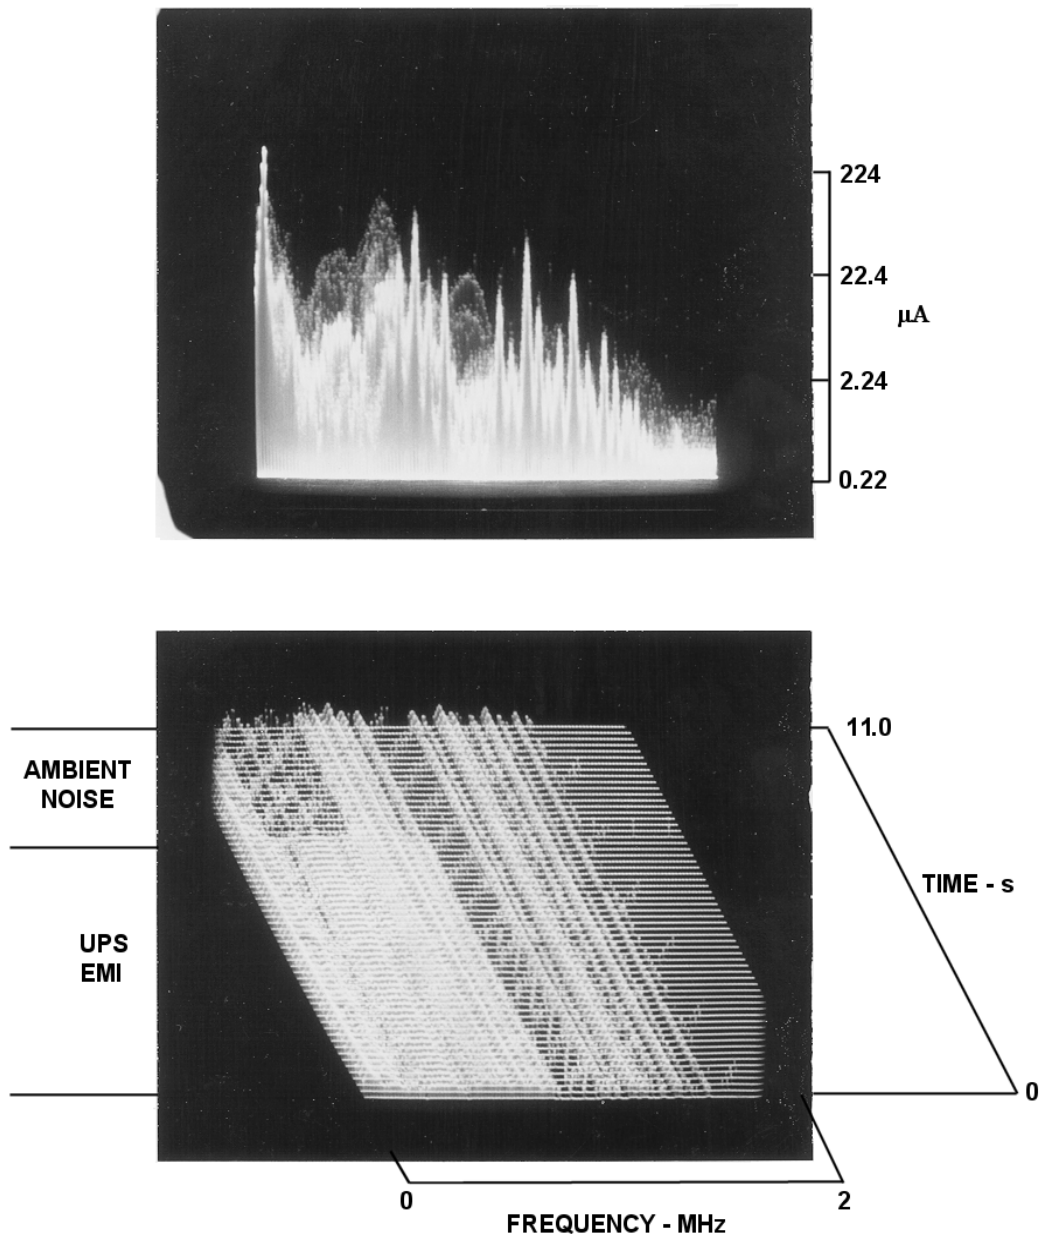 224
22.4
μA
2.24
0.22
11.0
AMBIENT
NOISE
TIME - s
UPS
EMI
0
0
2
FREQUENCY - MHz